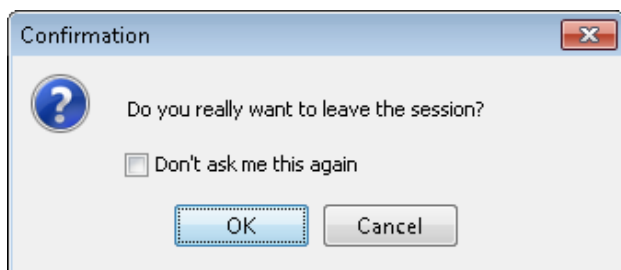 Confirmation
Do you really want to leave the session?
Don't ask me this again
OK Cancel